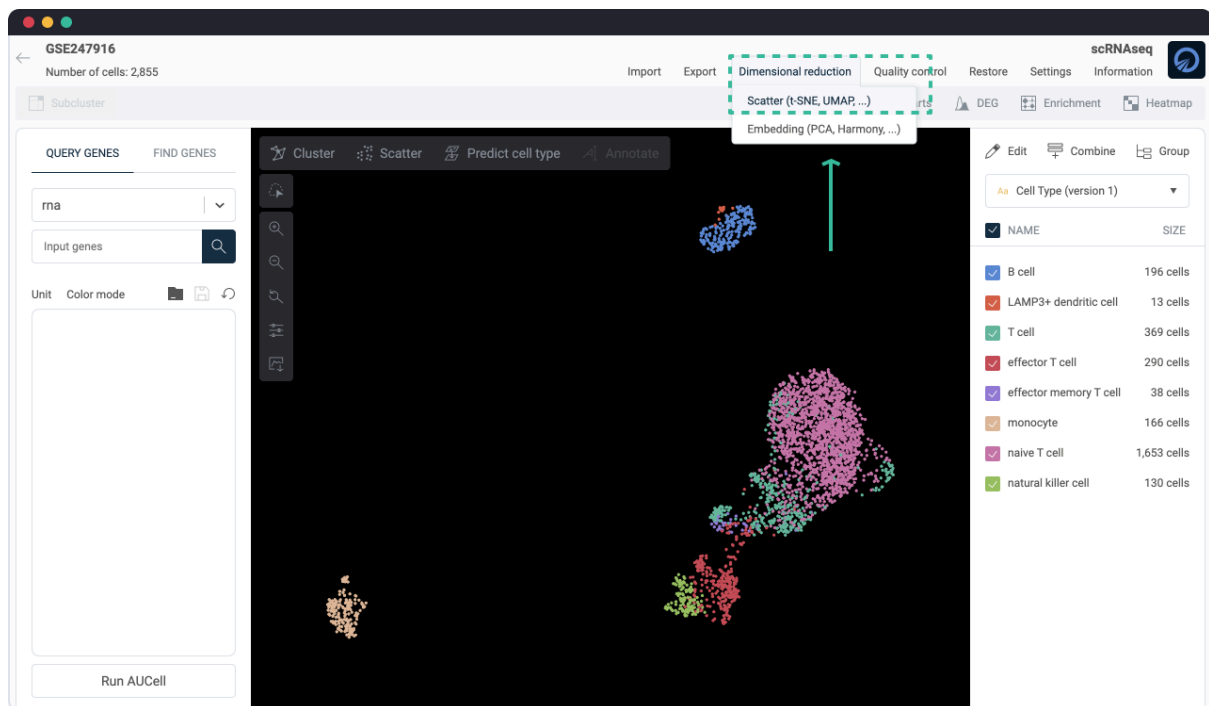 GSE247916
Number of cells: 2,855
scRNAseq
Import Export Dimensional reduction Quality control Restore Settings Information
Subcluster
Scatter (t-SNE, UMAP, ...)
DEG Enrichment Heatmap
Embedding (PCA, Harmony, ...)
QUERY GENES FIND GENES
rna
Input genes
Unit Color mode
Run AUCell
Cluster Scatter Predict cell type Annotate
Edit Combine Group
Aa Cell Type (version 1)
NAME SIZE
B cell 196 cells
LAMP3+ dendritic cell 13 cells
T cell 369 cells
effector T cell 290 cells
effector memory T cell 38 cells
monocyte 166 cells
naive T cell 1,653 cells
natural killer cell 130 cells